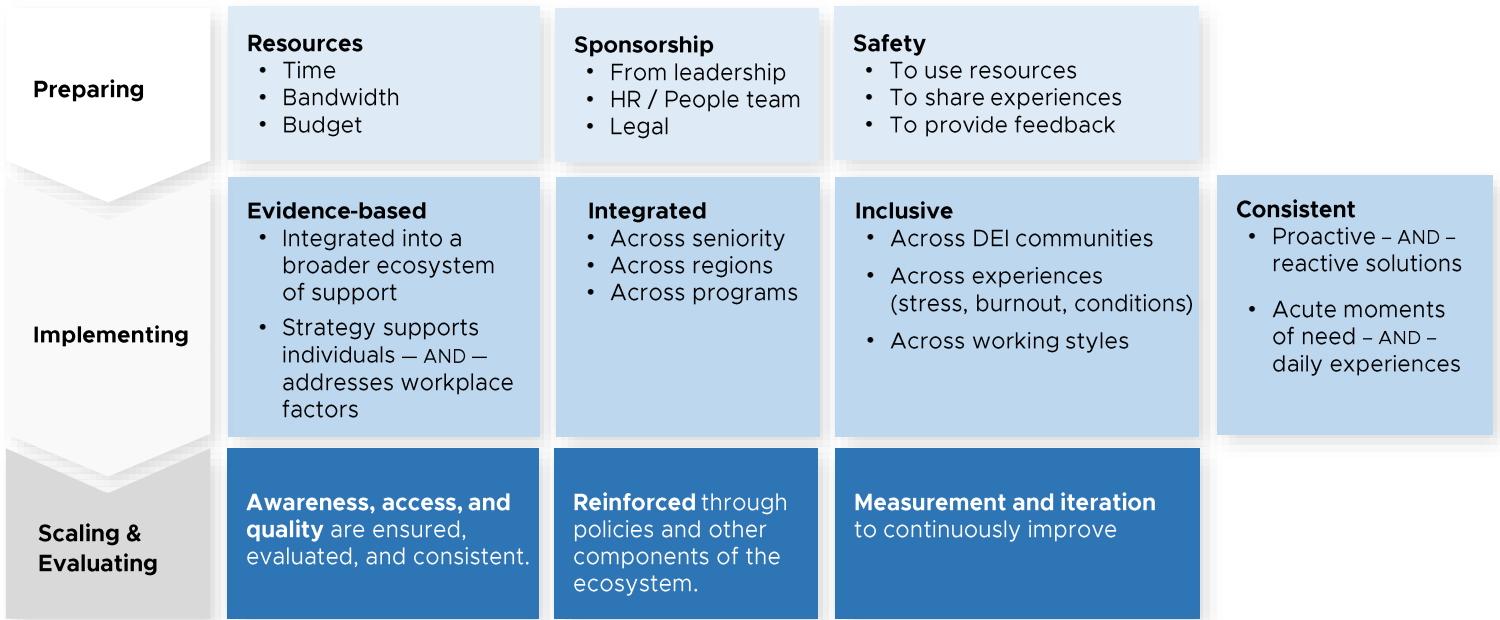 Preparing
Resources
• Time
• Bandwidth
• Budget
Sponsorship
• From leadership
• HR / People team
• Legal
Safety
• To use resources
• To share experiences
• To provide feedback
Implementing
Evidence-based
• Integrated into a
broader ecosystem
of support
• Strategy supports
individuals — AND —
addresses workplace
factors
Integrated
• Across seniority
• Across regions
• Across programs
Inclusive
• Across DEI communities
• Across experiences
(stress, burnout, conditions)
• Across working styles
Consistent
• Proactive – AND –
reactive solutions
• Acute moments
of need – AND –
daily experiences
Scaling &
Evaluating
Awareness, access, and
quality are ensured,
evaluated, and consistent.
Reinforced through
policies and other
components of the
ecosystem.
Measurement and iteration
to continuously improve